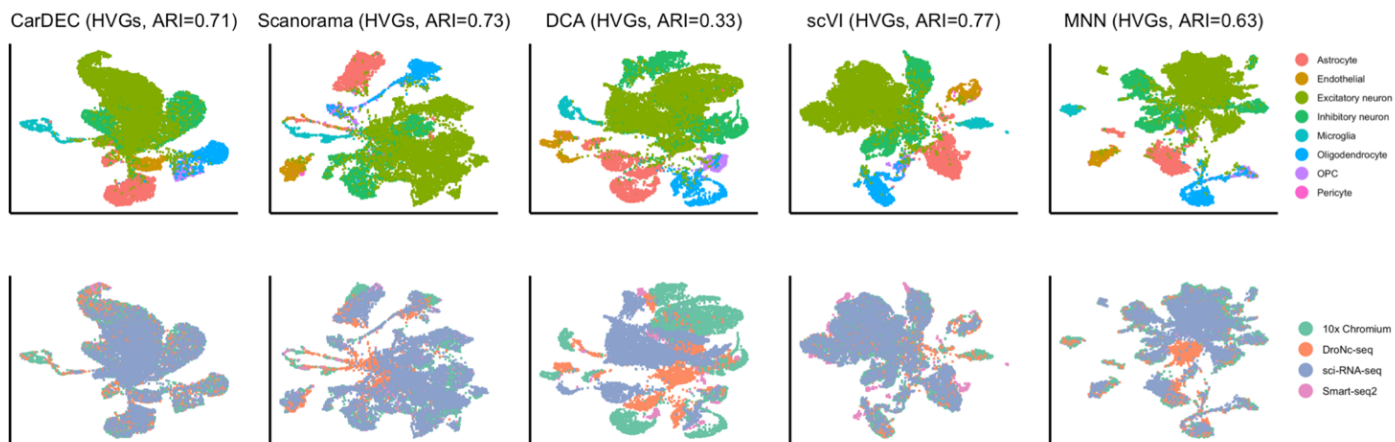 CarDEC (HVGs, ARI=0.71)
Scanorama (HVGs, ARI=0.73)
DCA (HVGs, ARI=0.33)
scVI (HVGs, ARI=0.77)
MNN (HVGs, ARI=0.63)
Astrocyte
Endothelial
Excitatory neuron
Inhibitory neuron
Microglia
Oligodendrocyte
OPC
Pericyte
10x Chromium
DroNc-seq
sci-RNA-seq
Smart-seq2